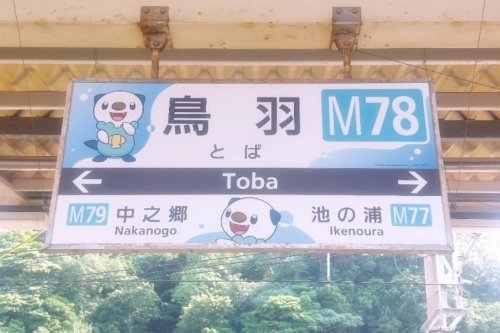 鳥羽 M78
とば
Toba
M79 中之郷 池の浦 M77
Nakanogo Ikenoura